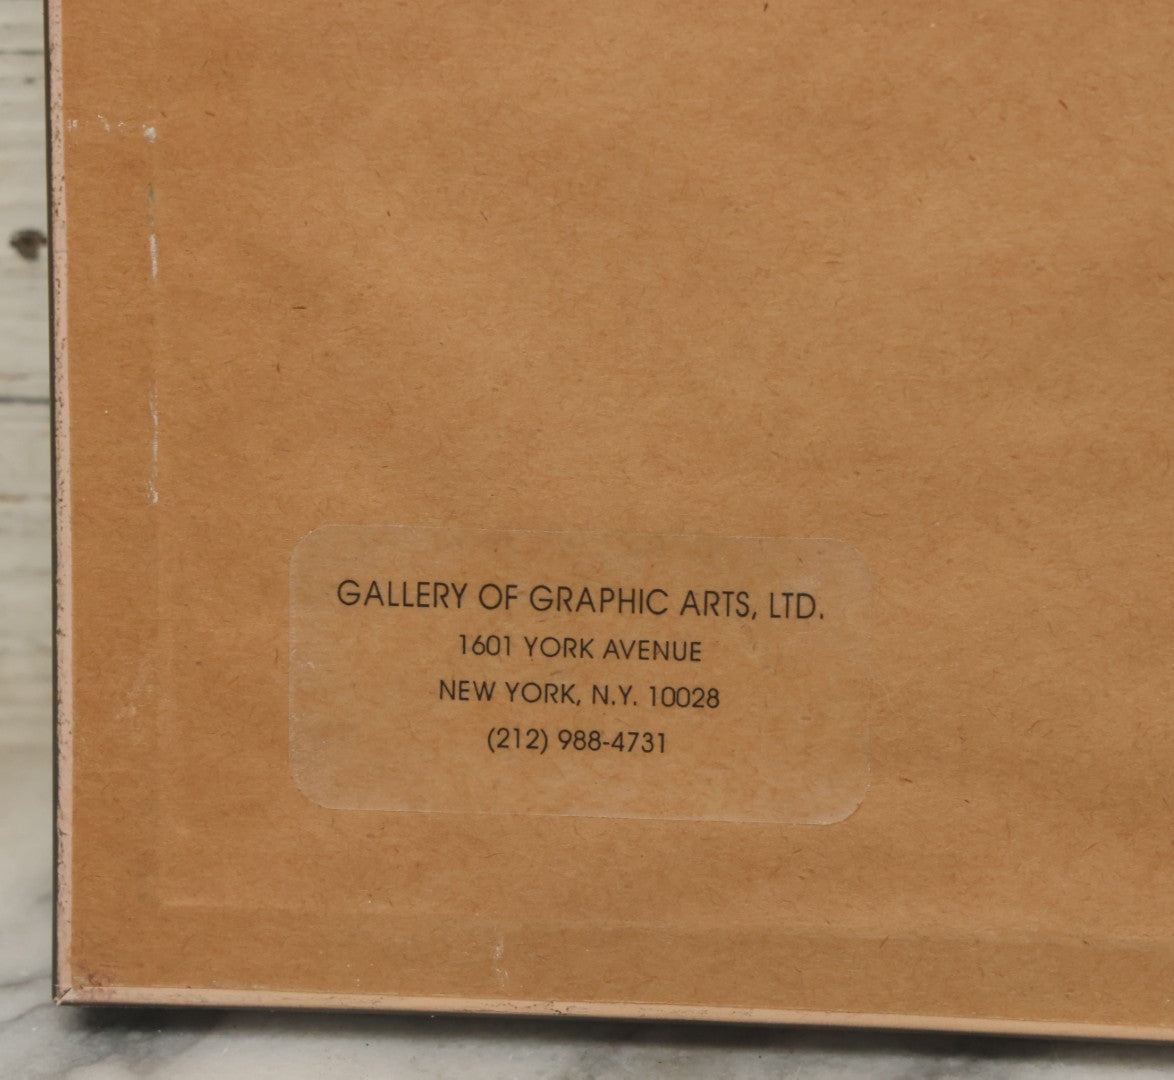 GALLERY OF GRAPHIC ARTS, LTD.
1601 YORK AVENUE
NEW YORK, N.Y. 10028
(212) 988-4731